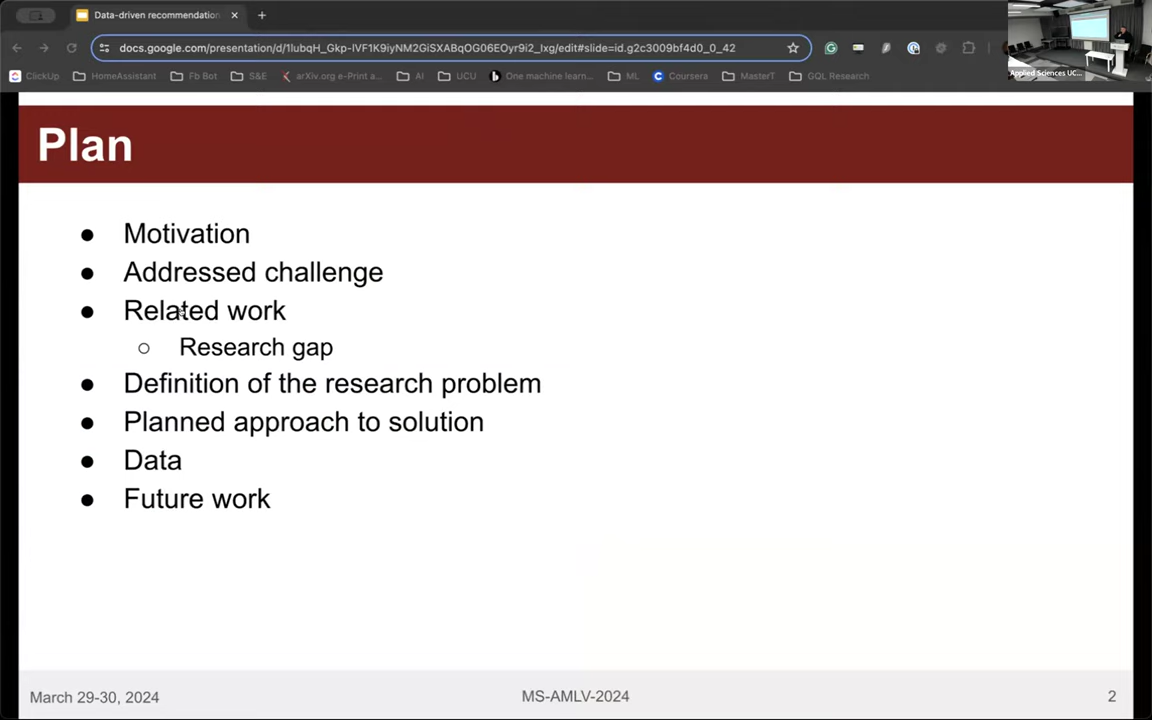 Data-driven recommendation
docs.google.com/presentation/d/1lubqH_Gkp-IVF1K9iyNM2GiSXABqOG06EOyr9i2_lxg/edit#slide=id.g2c3009bf4d0_0_42
ClickUp
HomeAssistant
Fb Bot
S&E
arXiv.org e-Print a...
AI
UCU
One machine learn...
ML
Coursera
MasterT
GQL Research
Applied Sciences UC...
Plan
Motivation
Addressed challenge
Related work
Research gap
Definition of the research problem
Planned approach to solution
Data
Future work
March 29-30, 2024
MS-AMLV-2024
2